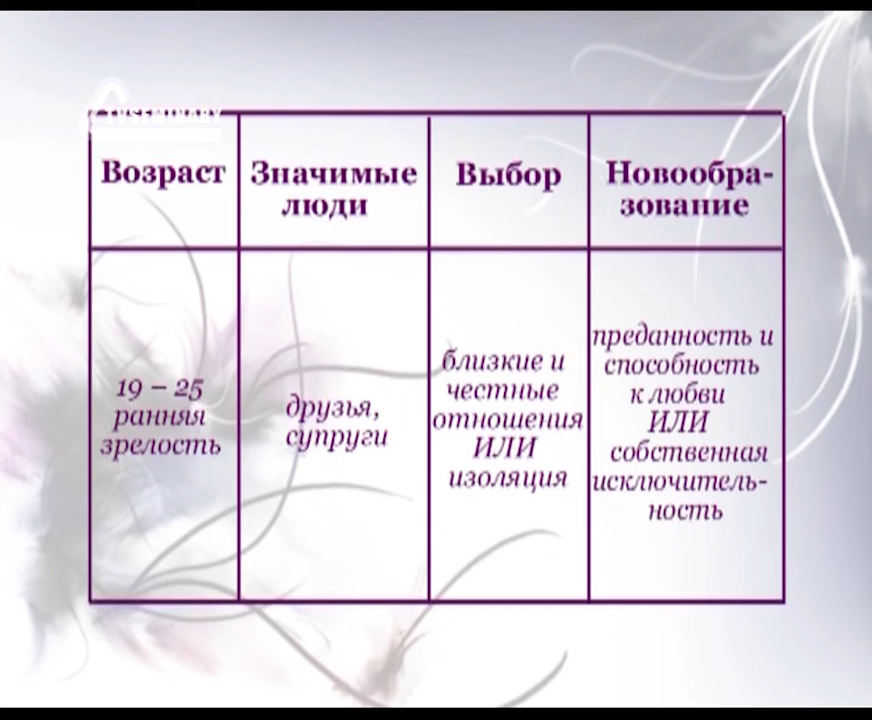 TVSEMINARY
Возраст
Значимые
люди
Выбор
Новообра-
зование
19 – 25
ранняя
зрелость
друзья,
супруги
близкие и
честные
отношения
ИЛИ
изоляция
преданность и
способность
к любви
ИЛИ
собственная
исключитель-
ность